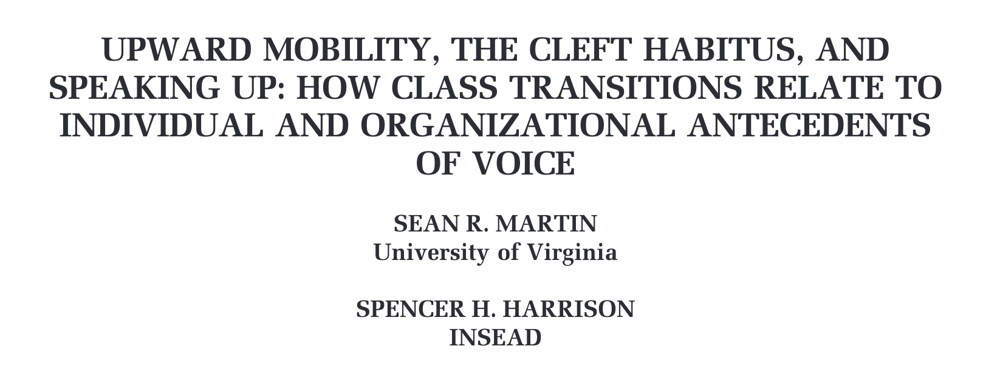 UPWARD MOBILITY, THE CLEFT HABITUS, AND
SPEAKING UP: HOW CLASS TRANSITIONS RELATE TO
INDIVIDUAL AND ORGANIZATIONAL ANTECEDENTS
OF VOICE
SEAN R. MARTIN
University of Virginia
SPENCER H. HARRISON
INSEAD